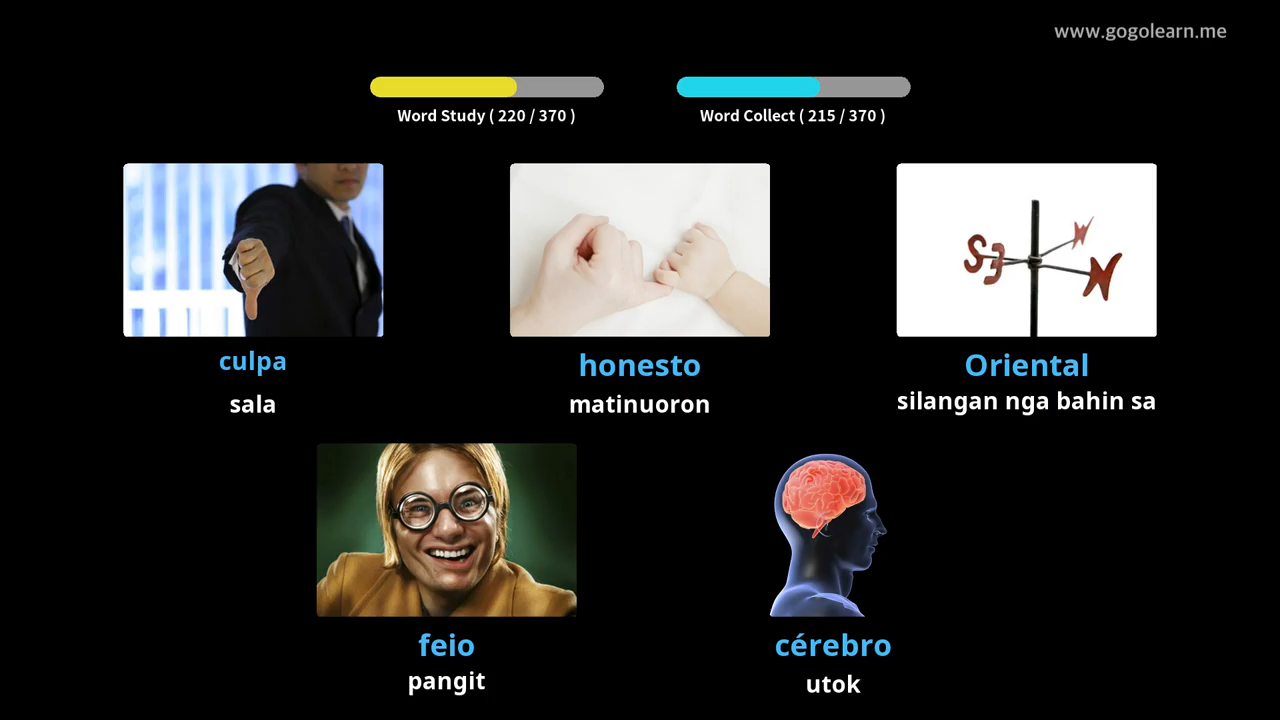 www.gogolearn.me
Word Study ( 220 / 370 )
Word Collect ( 215 / 370 )
culpa
sala
honesto
matinuoron
Oriental
silangan nga bahin sa
feio
pangit
cérebro
utok